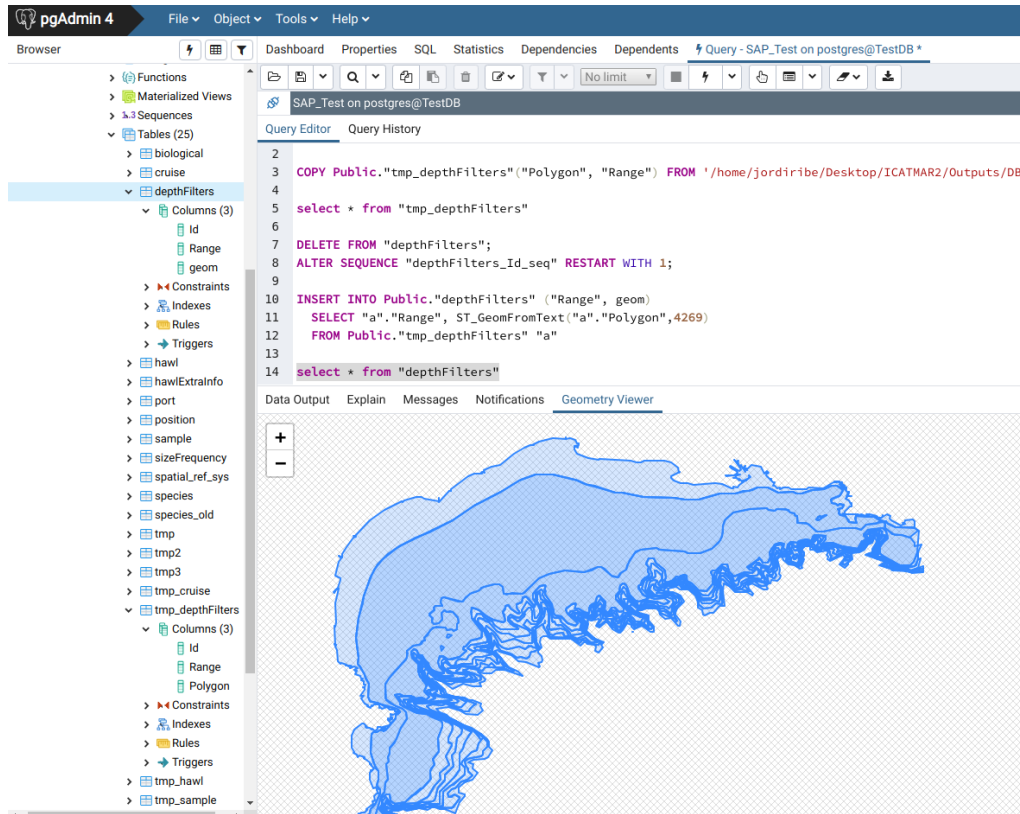 pgAdmin 4 File Object Tools Help
Browser
Dashboard Properties SQL Statistics Dependencies Dependents Query - SAP_Test on postgres@TestDB *
No limit
SAP_Test on postgres@TestDB
Query Editor Query History
Functions
Materialized Views
1..3 Sequences
Tables (25)
biological
cruise
depthFilters
Columns (3)
Id
Range
geom
Constraints
Indexes
Rules
Triggers
hawl
hawlExtraInfo
port
position
sample
sizeFrequency
spatial_ref_sys
species
species_old
tmp
tmp2
tmp3
tmp_cruise
tmp_depthFilters
Columns (3)
Id
Range
Polygon
Constraints
Indexes
Rules
Triggers
tmp_hawl
tmp_sample
2
3 COPY Public."tmp_depthFilters"("Polygon", "Range") FROM '/home/jordiribe/Desktop/ICATMAR2/Outputs/DB
4
5 select * from "tmp_depthFilters"
6
7 DELETE FROM "depthFilters";
8 ALTER SEQUENCE "depthFilters_Id_seq" RESTART WITH 1;
9
10 INSERT INTO Public."depthFilters" ("Range", geom)
11 SELECT "a"."Range", ST_GeomFromText("a"."Polygon",4269)
12 FROM Public."tmp_depthFilters" "a"
13
14 select * from "depthFilters"
Data Output Explain Messages Notifications Geometry Viewer
+
−